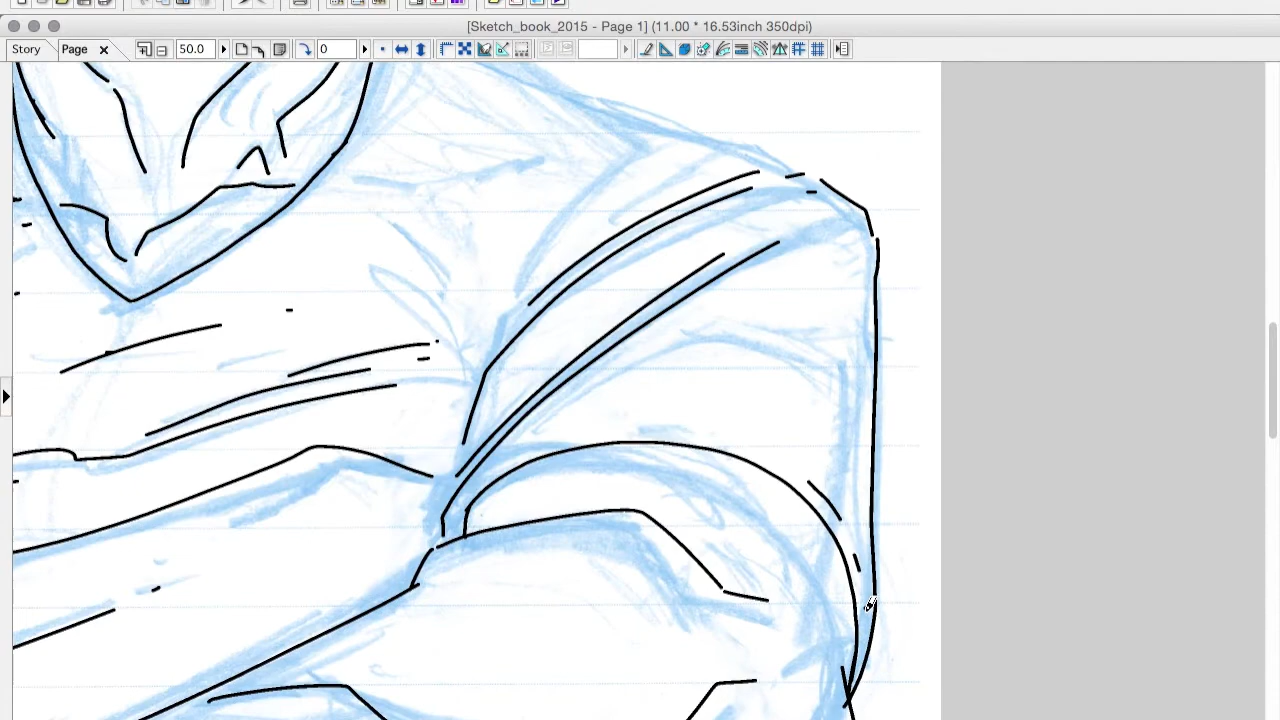 [Sketch_book_2015 - Page 1] (11.00 * 16.53inch 350dpi)
Story Page 50.0 0